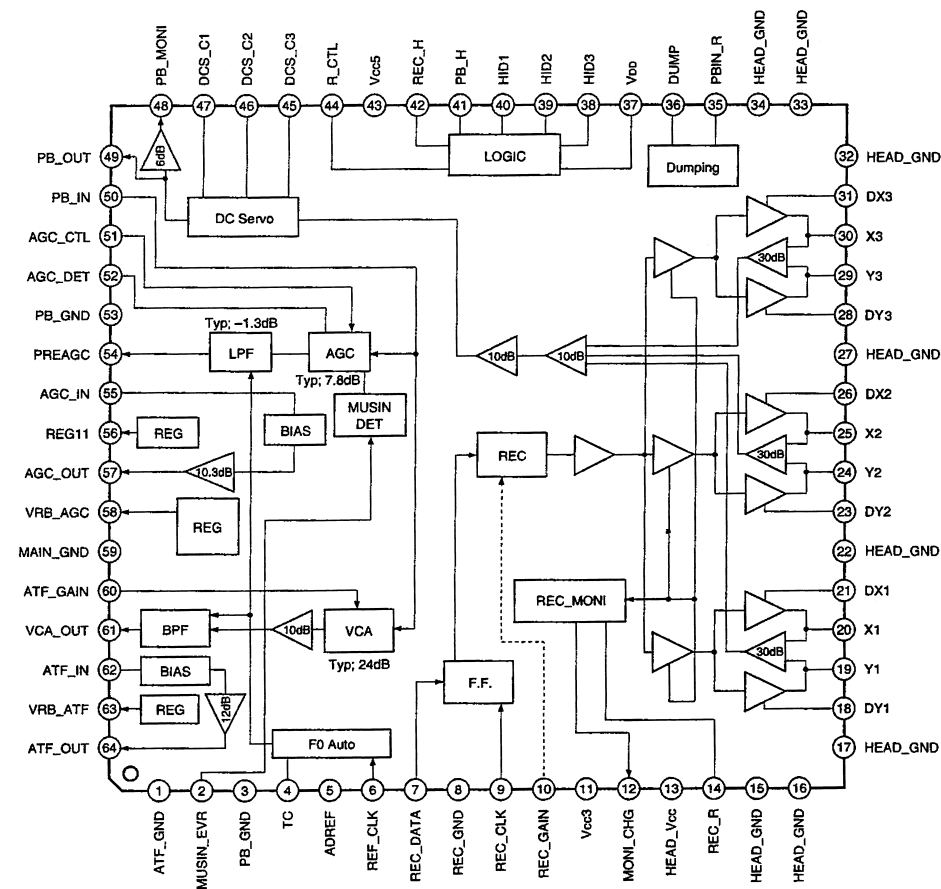 PB_MONI
DCS_C1
DCS_C2
DCS_C3
R_CTL
Vcc5
REC_H
PB_H
HID1
HID2
HID3
VDD
DUMP
PBIN_R
HEAD_GND
HEAD_GND
48 47 46 45 44 43 42 41 40 39 38 37 36 35 34 33
PB_OUT 49
PB_IN 50
AGC_CTL 51
AGC_DET 52
PB_GND 53
PREAGC 54
AGC_IN 55
REG11 56
AGC_OUT 57
VRB_AGC 58
MAIN_GND 59
ATF_GAIN 60
VCA_OUT 61
ATF_IN 62
VRB_ATF 63
ATF_OUT 64
6dB
DC Servo
LOGIC
Dumping
Typ; –1.3dB
LPF
AGC
Typ; 7.8dB
MUSIN
DET
REG
BIAS
10.3dB
REG
BPF
10dB
VCA
Typ; 24dB
BIAS
REG
12dB
F0 Auto
10dB
10dB
REC
REC_MONI
F.F.
30dB
30dB
30dB
32 HEAD_GND
31 DX3
30 X3
29 Y3
28 DY3
27 HEAD_GND
26 DX2
25 X2
24 Y2
23 DY2
22 HEAD_GND
21 DX1
20 X1
19 Y1
18 DY1
17 HEAD_GND
1 2 3 4 5 6 7 8 9 10 11 12 13 14 15 16
ATF_GND
MUSIN_EVR
PB_GND
TC
ADREF
REF_CLK
REC_DATA
REC_GND
REC_CLK
REC_GAIN
Vcc3
MONI_CHG
HEAD_Vcc
REC_R
HEAD_GND
HEAD_GND